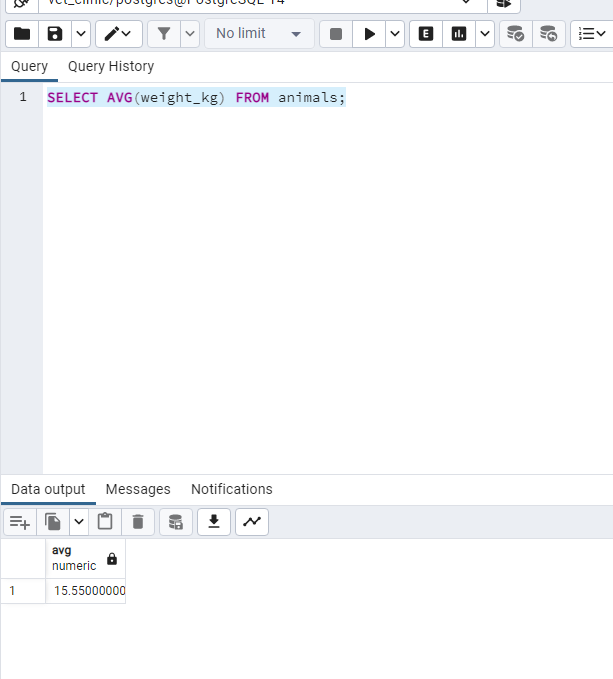 vet_clinic/postgres@PostgreSQL 14
No limit
E
Query Query History
1 SELECT AVG(weight_kg) FROM animals;
Data output Messages Notifications
avg
numeric
1 15.55000000